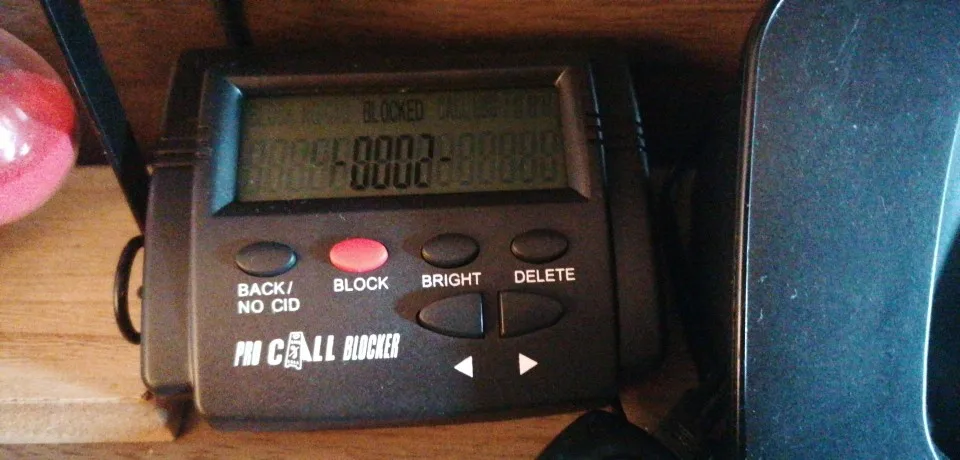 BLOCKED
-0002-
BACK/
NO CID
BLOCK
BRIGHT
DELETE
PRO CALL BLOCKER